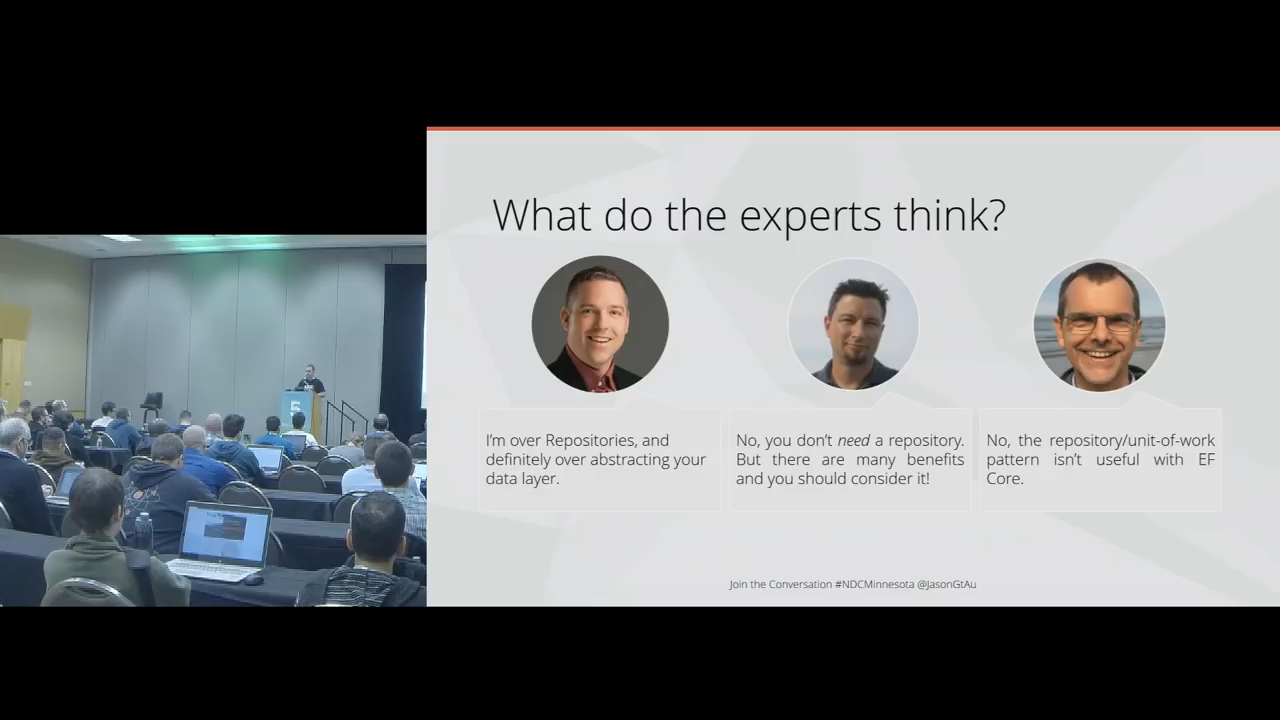 What do the experts think?
I'm over Repositories, and
definitely over abstracting your
data layer.
No, you don't need a repository.
But there are many benefits
and you should consider it!
No, the repository/unit-of-work
pattern isn't useful with EF
Core.
Join the Conversation #NDCMinnesota @JasonGtAu